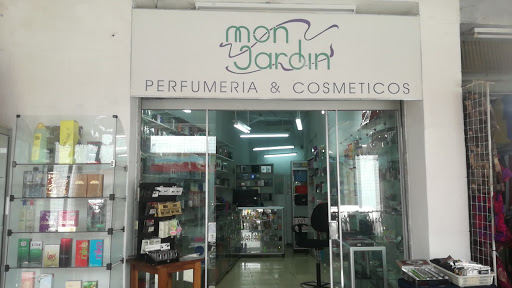 mon
Jardin
PERFUMERIA & COSMETICOS